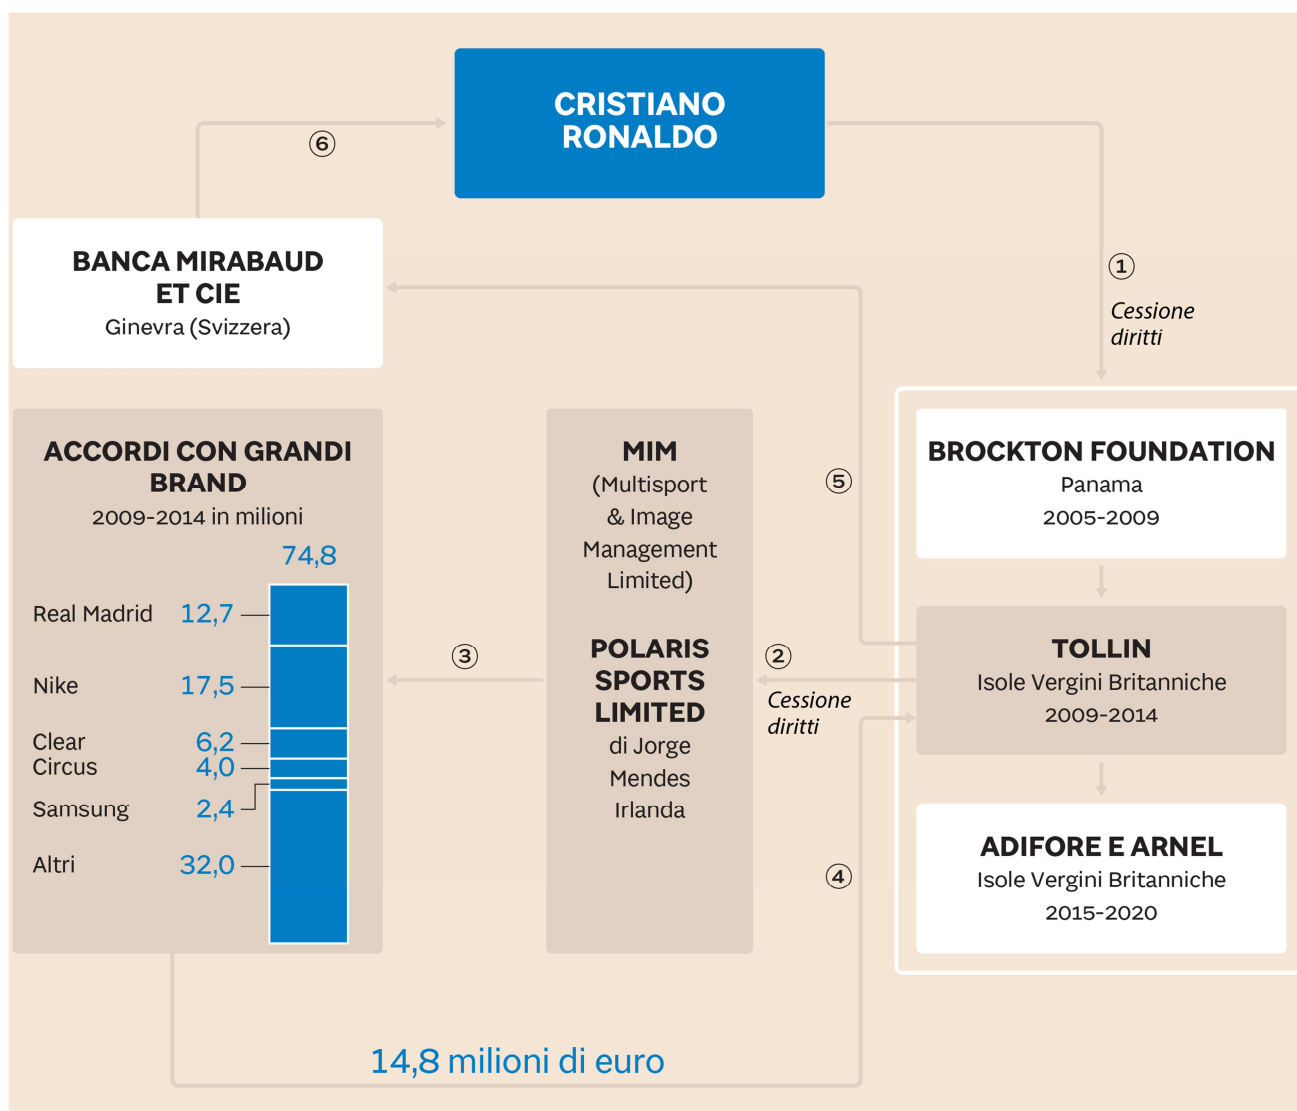 CRISTIANO
RONALDO
⑥
BANCA MIRABAUD
ET CIE
Ginevra (Svizzera)
①
Cessione
diritti
ACCORDI CON GRANDI
BRAND
2009-2014 in milioni
74,8
Real Madrid 12,7
Nike 17,5
Clear 6,2
Circus 4,0
Samsung 2,4
Altri 32,0
③
MIM
(Multisport
& Image
Management
Limited)
POLARIS
SPORTS
LIMITED
di Jorge
Mendes
Irlanda
⑤
②
Cessione
diritti
④
BROCKTON FOUNDATION
Panama
2005-2009
TOLLIN
Isole Vergini Britanniche
2009-2014
ADIFORE E ARNEL
Isole Vergini Britanniche
2015-2020
14,8 milioni di euro